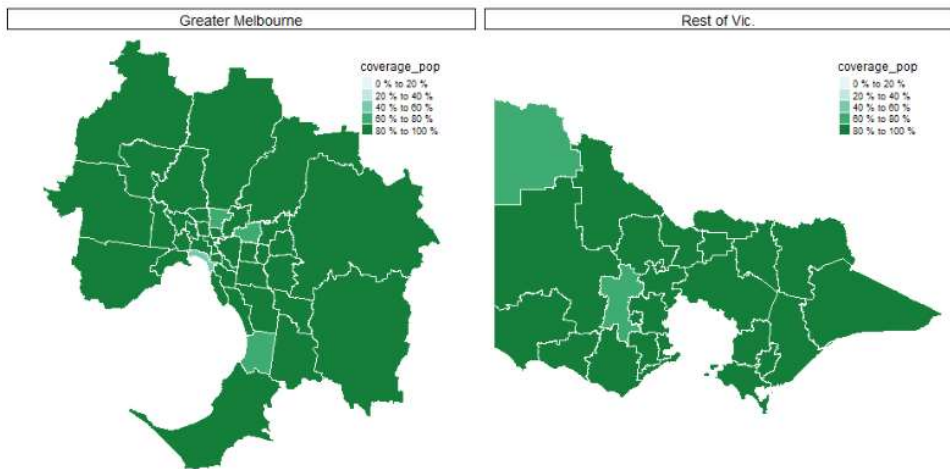 Greater Melbourne
Rest of Vic.
coverage_pop
0 % to 20 %
20 % to 40 %
40 % to 60 %
60 % to 80 %
80 % to 100 %
coverage_pop
0 % to 20 %
20 % to 40 %
40 % to 60 %
60 % to 80 %
80 % to 100 %